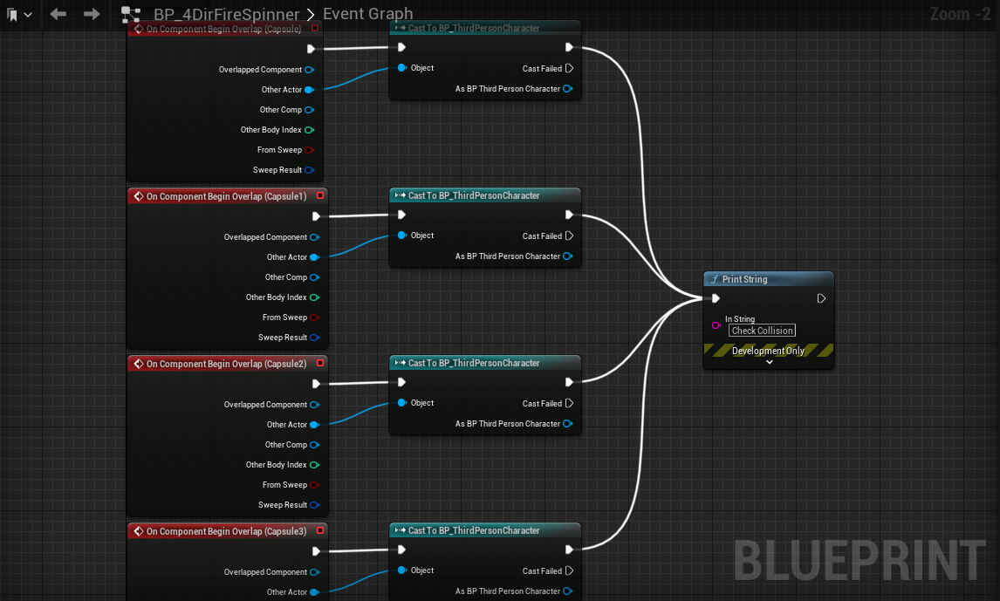 BP_4DirFireSpinner > Event Graph
Zoom -2
On Component Begin Overlap (Capsule)
Overlapped Component
Other Actor
Other Comp
Other Body Index
From Sweep
Sweep Result
Cast To BP_ThirdPersonCharacter
Object
Cast Failed
As BP Third Person Character
On Component Begin Overlap (Capsule1)
Overlapped Component
Other Actor
Other Comp
Other Body Index
From Sweep
Sweep Result
Cast To BP_ThirdPersonCharacter
Object
Cast Failed
As BP Third Person Character
Print String
In String
Check Collision
Development Only
On Component Begin Overlap (Capsule2)
Overlapped Component
Other Actor
Other Comp
Other Body Index
From Sweep
Sweep Result
Cast To BP_ThirdPersonCharacter
Object
Cast Failed
As BP Third Person Character
On Component Begin Overlap (Capsule3)
Overlapped Component
Other Actor
Cast To BP_ThirdPersonCharacter
Object
Cast Failed
As BP Third Person Character
BLUEPRINT